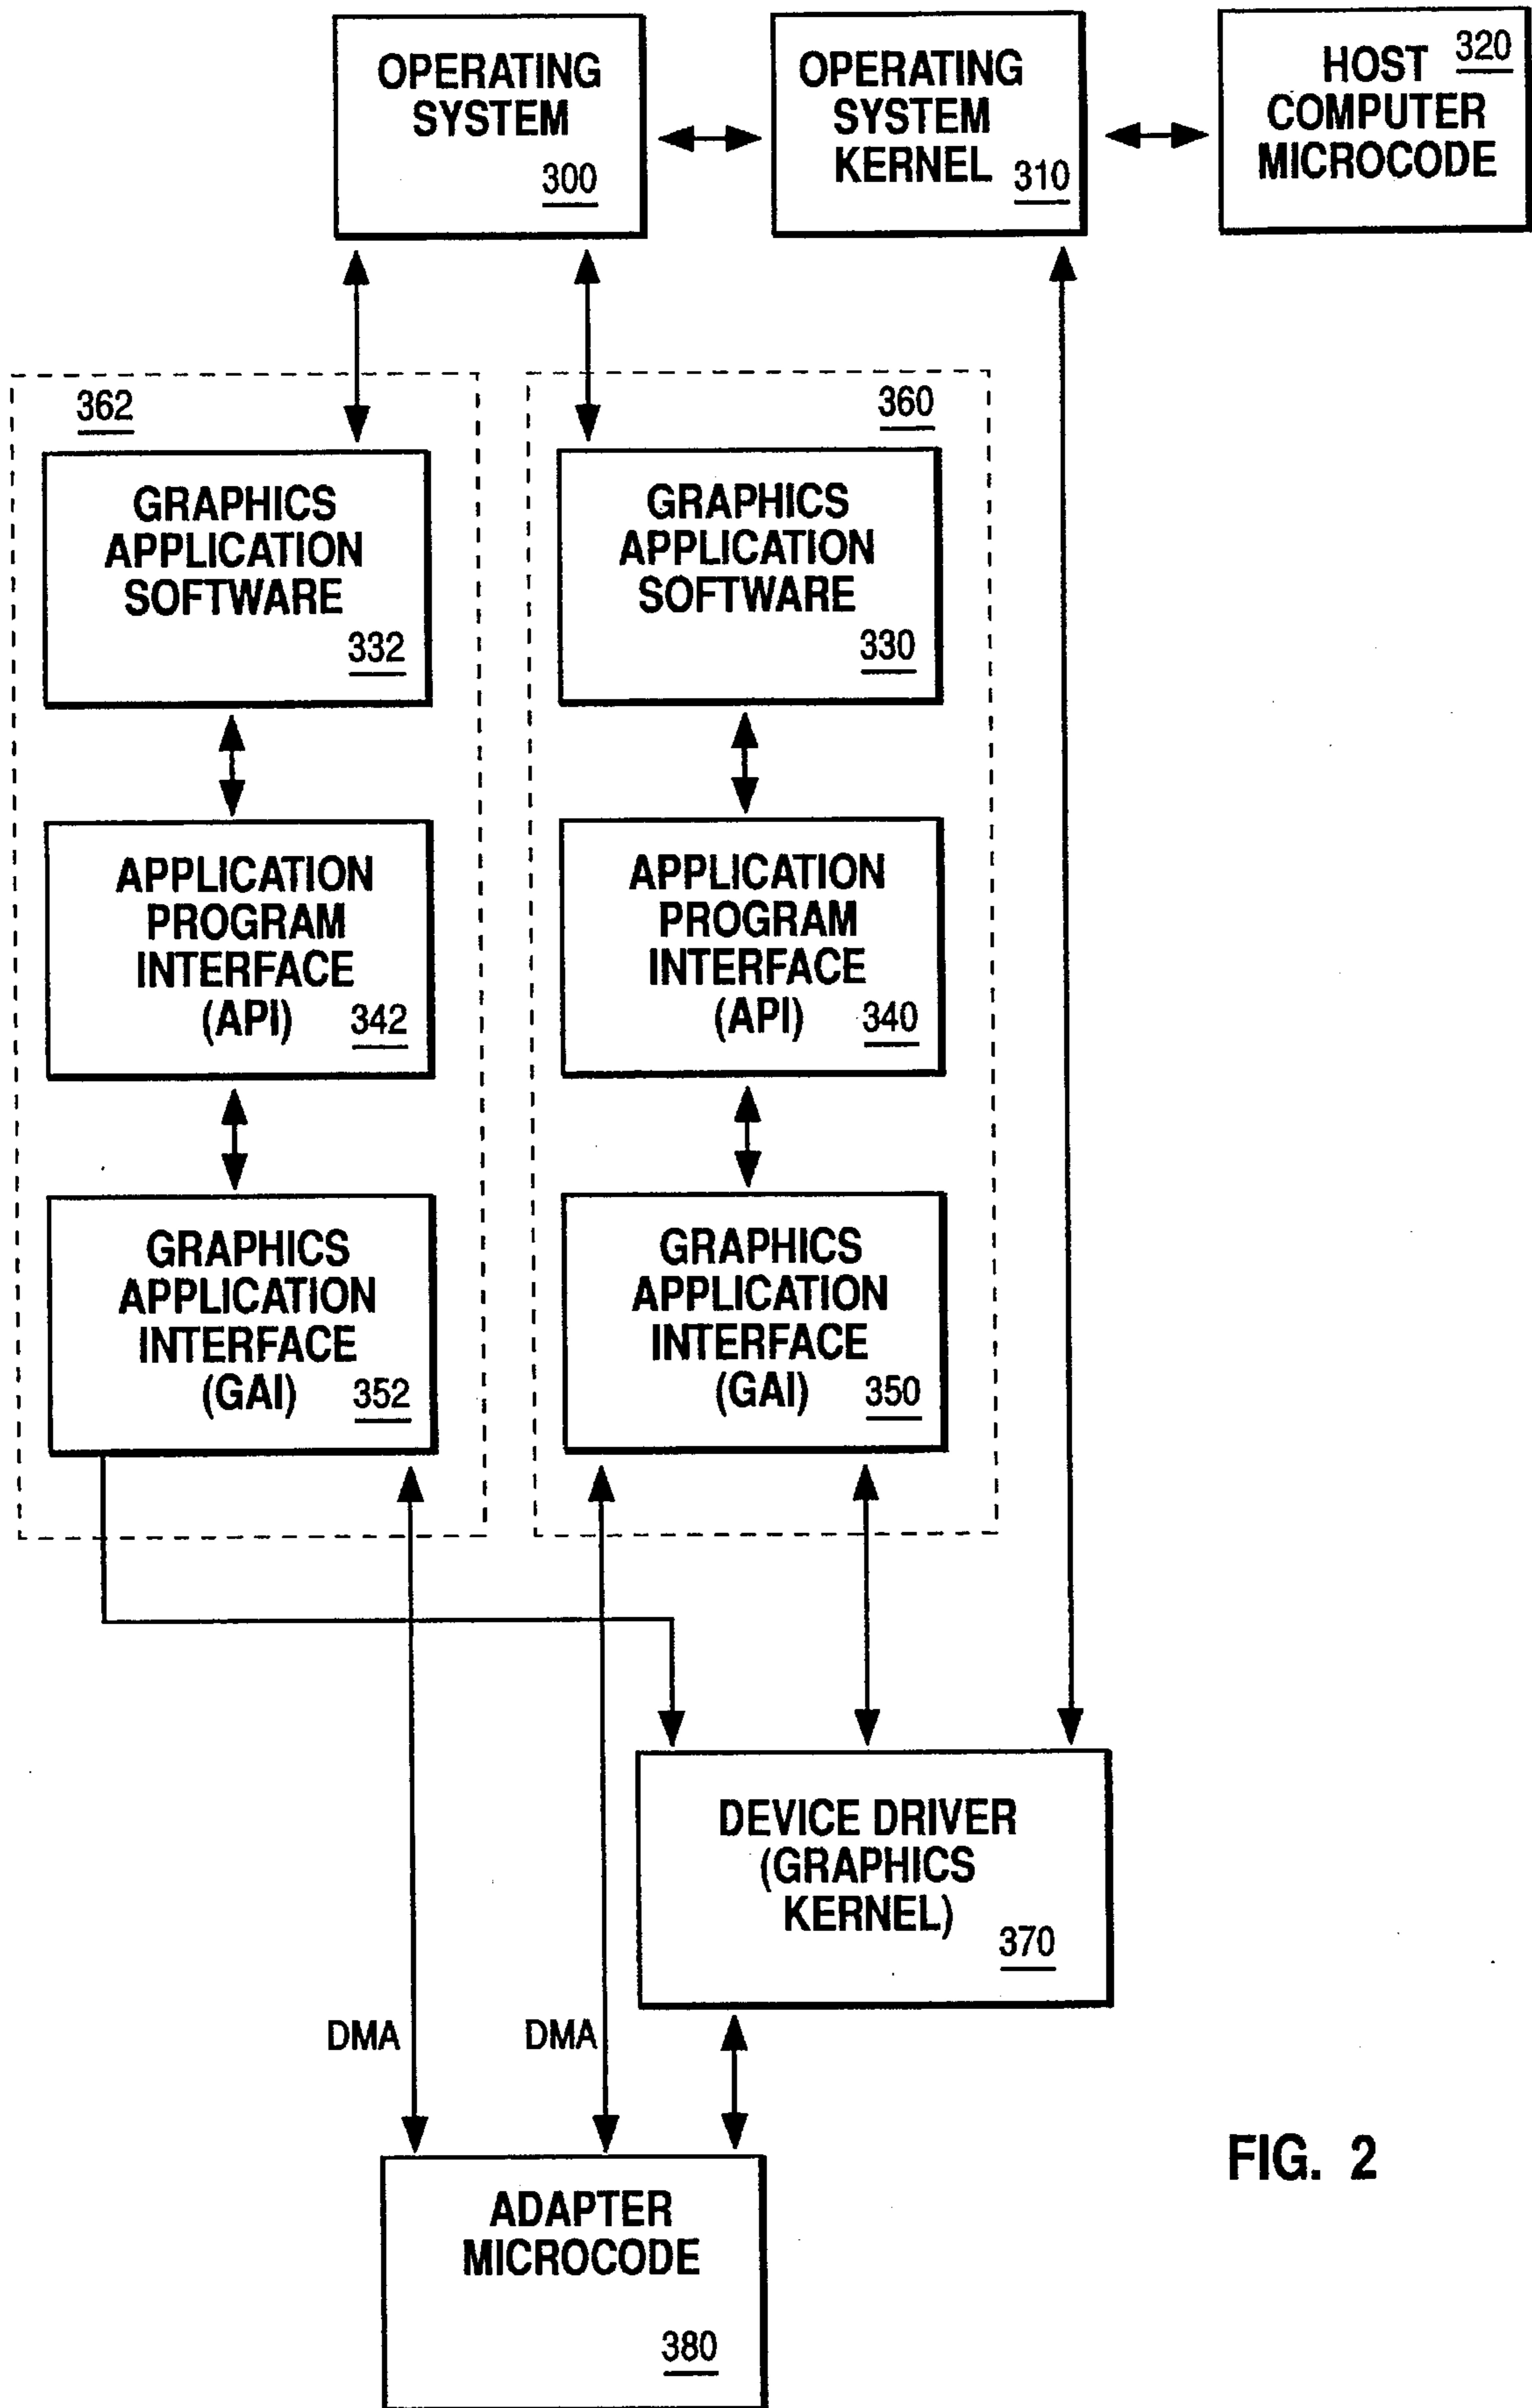 OPERATING
SYSTEM
300
OPERATING
SYSTEM
KERNEL 310
HOST 320
COMPUTER
MICROCODE
362
360
GRAPHICS
APPLICATION
SOFTWARE
332
GRAPHICS
APPLICATION
SOFTWARE
330
APPLICATION
PROGRAM
INTERFACE
(API) 342
APPLICATION
PROGRAM
INTERFACE
(API) 340
GRAPHICS
APPLICATION
INTERFACE
(GAI) 352
GRAPHICS
APPLICATION
INTERFACE
(GAI) 350
DEVICE DRIVER
(GRAPHICS
KERNEL)
370
DMA
DMA
ADAPTER
MICROCODE
380
FIG. 2